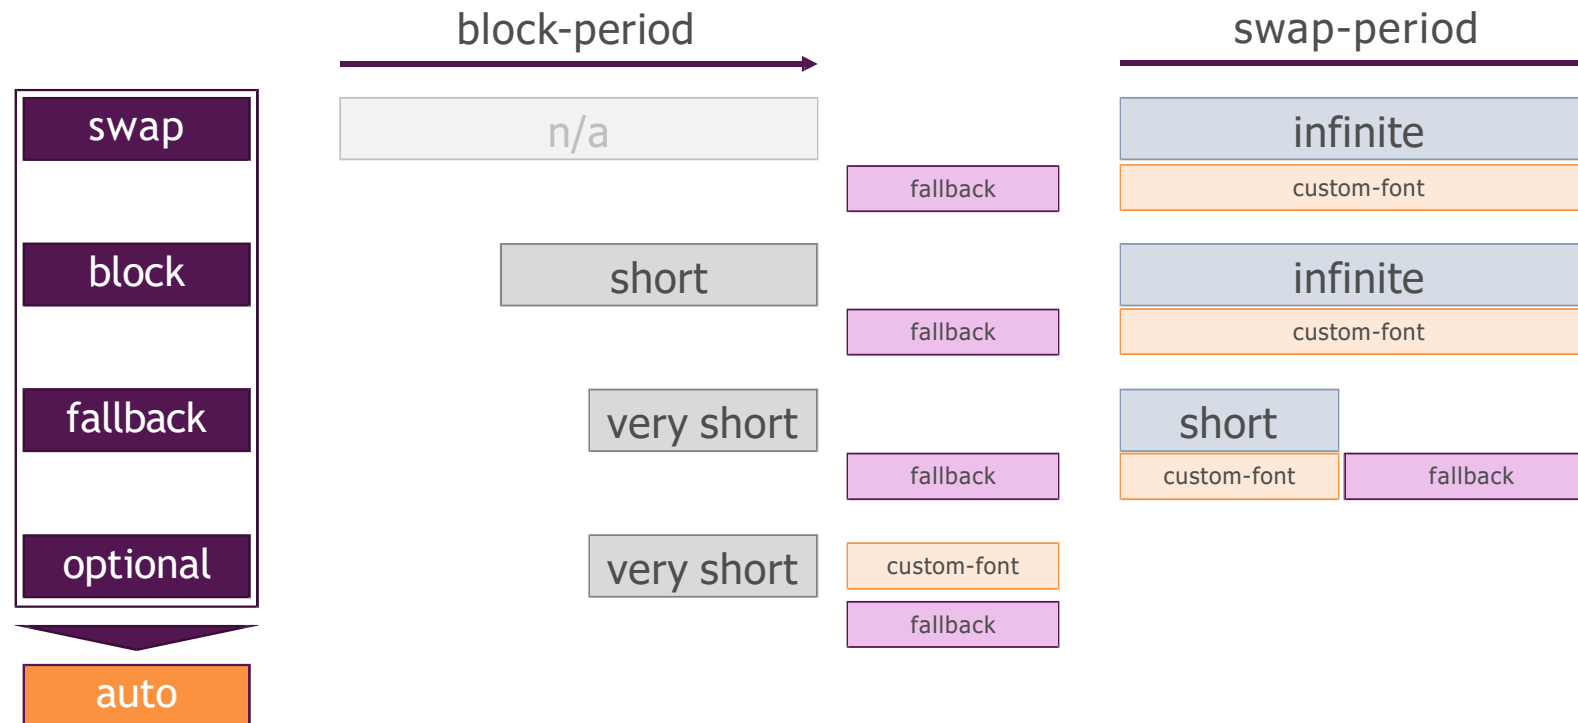 block-period
swap-period
swap
n/a
infinite
fallback
custom-font
block
short
infinite
fallback
custom-font
fallback
very short
short
fallback
custom-font
fallback
optional
very short
custom-font
fallback
auto